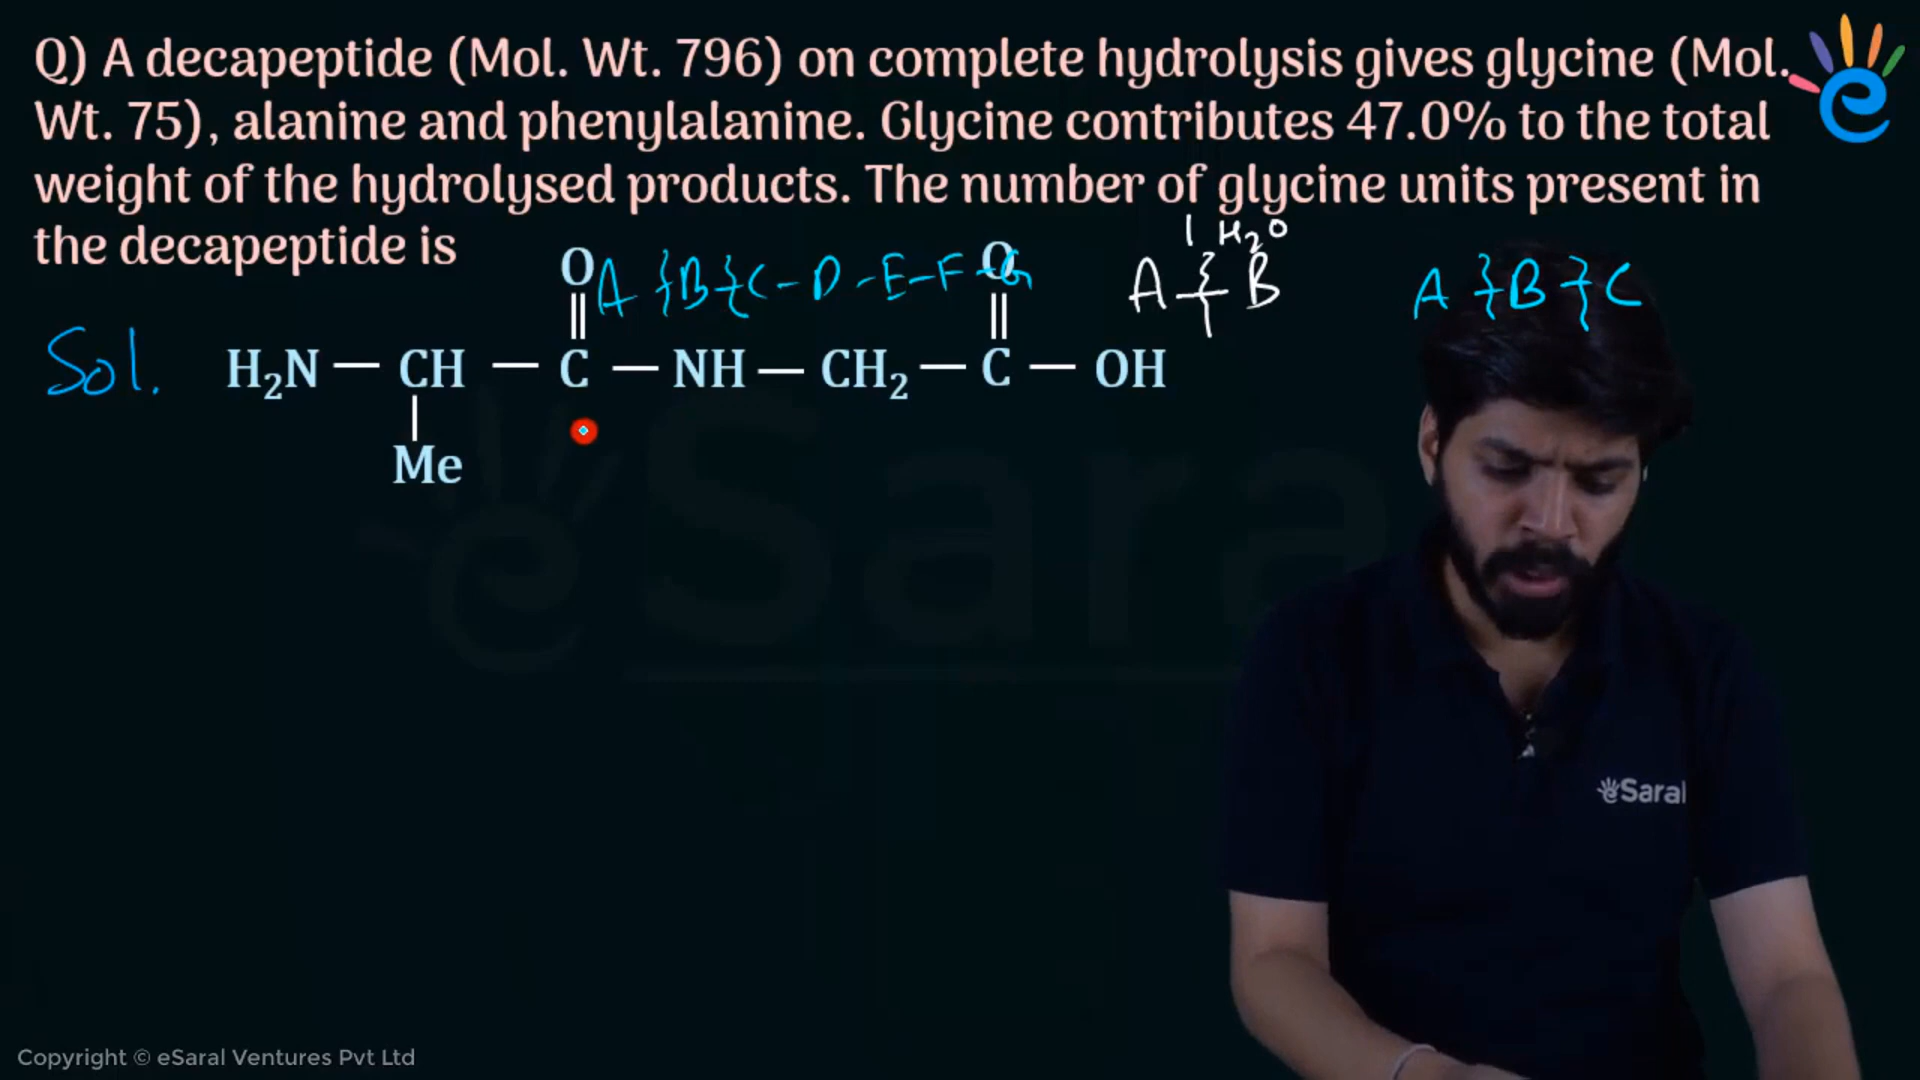 Q) A decapeptide (Mol. Wt. 796) on complete hydrolysis gives glycine (Mol.
Wt. 75), alanine and phenylalanine. Glycine contributes 47.0% to the total
weight of the hydrolysed products. The number of glycine units present in
the decapeptide is
1 H₂O
O A } B } C - D - E - F - G O A } B A } B } C
Sol. H₂N — CH — C — NH — CH₂ — C — OH
Me
eSaral
eSaral
Copyright © eSaral Ventures Pvt Ltd